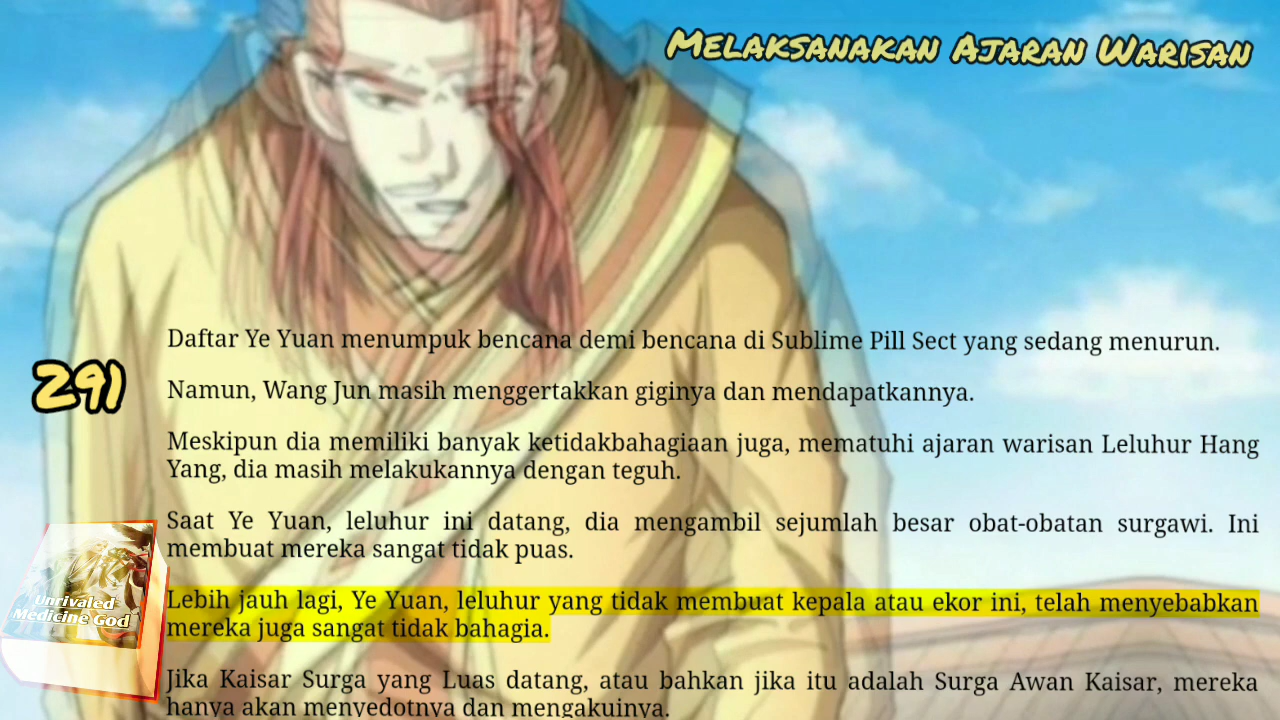 Melaksanakan Ajaran Warisan
Daftar Ye Yuan menumpuk bencana demi bencana di Sublime Pill Sect yang sedang menurun.
291
Namun, Wang Jun masih menggertakkan giginya dan mendapatkannya.
Meskipun dia memiliki banyak ketidakbahagiaan juga, mematuhi ajaran warisan Leluhur Hang
Yang, dia masih melakukannya dengan teguh.
Saat Ye Yuan, leluhur ini datang, dia mengambil sejumlah besar obat-obatan surgawi. Ini
membuat mereka sangat tidak puas.
Lebih jauh lagi, Ye Yuan, leluhur yang tidak membuat kepala atau ekor ini, telah menyebabkan
mereka juga sangat tidak bahagia.
Unrivaled
Medicine God
Jika Kaisar Surga yang Luas datang, atau bahkan jika itu adalah Surga Awan Kaisar, mereka
hanya akan menyedotnya dan mengakuinya.